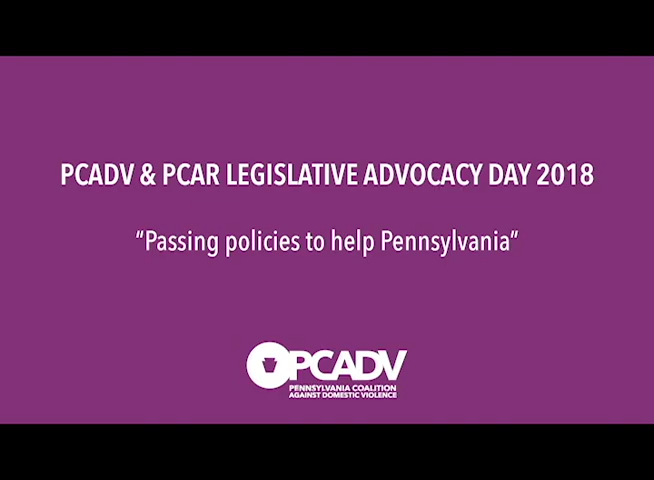 PCADV & PCAR LEGISLATIVE ADVOCACY DAY 2018
“Passing policies to help Pennsylvania”
PCADV
PENNSYLVANIA COALITION
AGAINST DOMESTIC VIOLENCE